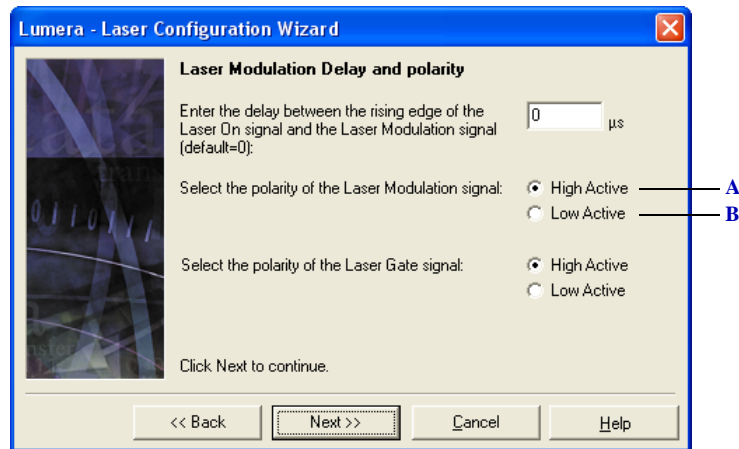 Lumera - Laser Configuration Wizard
Laser Modulation Delay and polarity
Enter the delay between the rising edge of the
Laser On signal and the Laser Modulation signal
(default=0):
0 μs
Select the polarity of the Laser Modulation signal:
High Active
A
Low Active
B
Select the polarity of the Laser Gate signal:
High Active
Low Active
Click Next to continue.
<< Back
Next >>
Cancel
Help